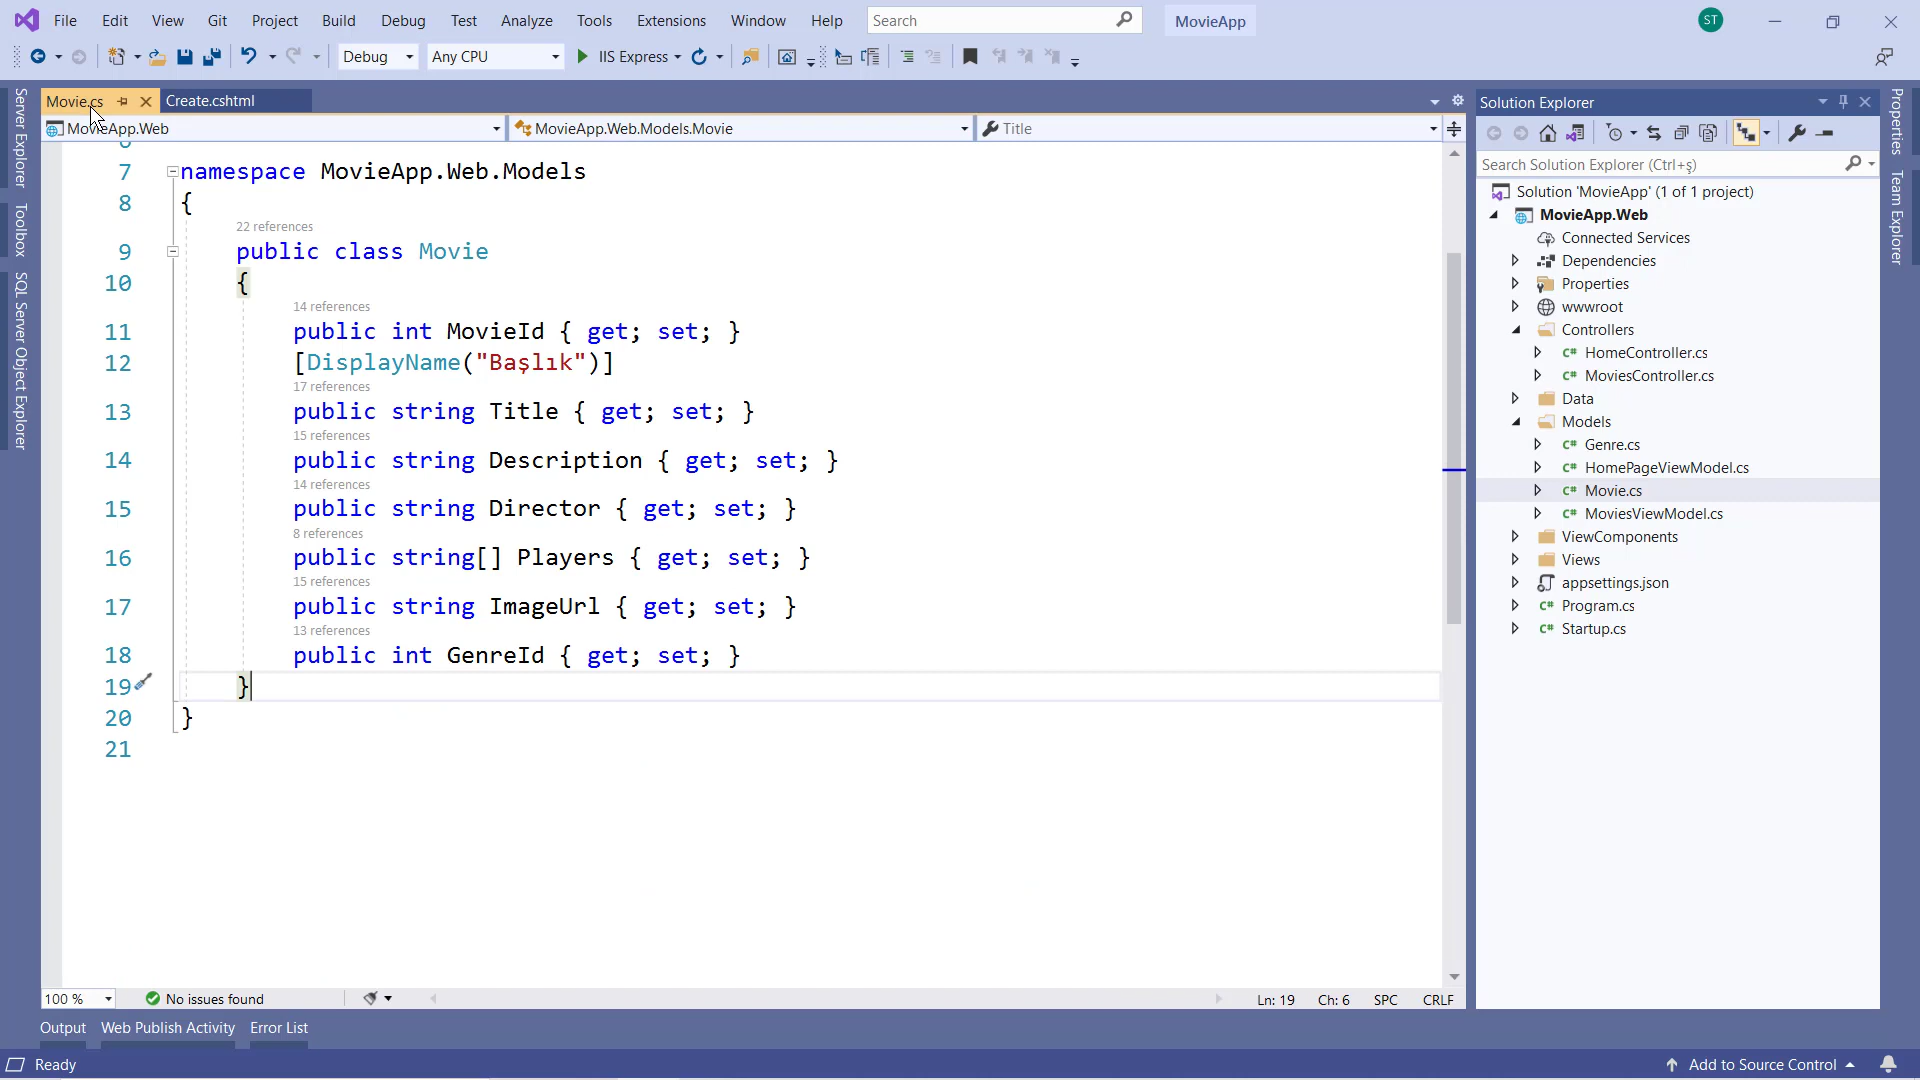 File Edit View Git Project Build Debug Test Analyze Tools Extensions Window Help Search MovieApp ST
Debug Any CPU IIS Express
Movie.cs Create.cshtml
MovieApp.Web MovieApp.Web.Models.Movie Title
7 namespace MovieApp.Web.Models
8 {
22 references
9 public class Movie
10 {
14 references
11 public int MovieId { get; set; }
12 [DisplayName("Başlık")]
17 references
13 public string Title { get; set; }
15 references
14 public string Description { get; set; }
14 references
15 public string Director { get; set; }
8 references
16 public string[] Players { get; set; }
15 references
17 public string ImageUrl { get; set; }
13 references
18 public int GenreId { get; set; }
19 }
20 }
21
100 % No issues found Ln: 19 Ch: 6 SPC CRLF
Server Explorer
Toolbox
SQL Server Object Explorer
Solution Explorer
Search Solution Explorer (Ctrl+ş)
Solution 'MovieApp' (1 of 1 project)
MovieApp.Web
Connected Services
Dependencies
Properties
wwwroot
Controllers
C# HomeController.cs
C# MoviesController.cs
Data
Models
C# Genre.cs
C# HomePageViewModel.cs
C# Movie.cs
C# MoviesViewModel.cs
ViewComponents
Views
appsettings.json
C# Program.cs
C# Startup.cs
Properties
Team Explorer
Output Web Publish Activity Error List
Ready Add to Source Control